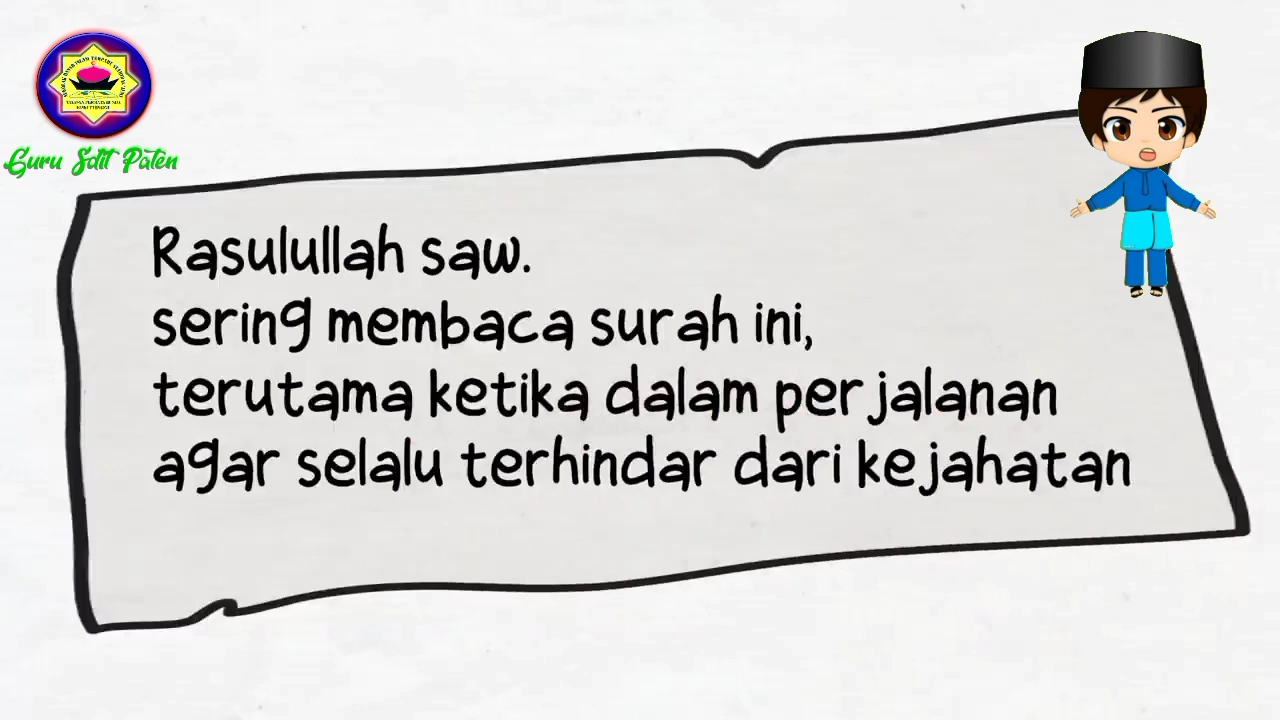 Guru Sdit Paten
Rasulullah saw.
sering membaca surah ini,
terutama ketika dalam perjalanan
agar selalu terhindar dari kejahatan